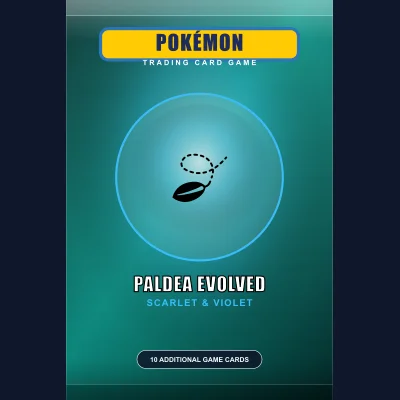 POKÉMON
TRADING CARD GAME
PALDEA EVOLVED
SCARLET & VIOLET
10 ADDITIONAL GAME CARDS